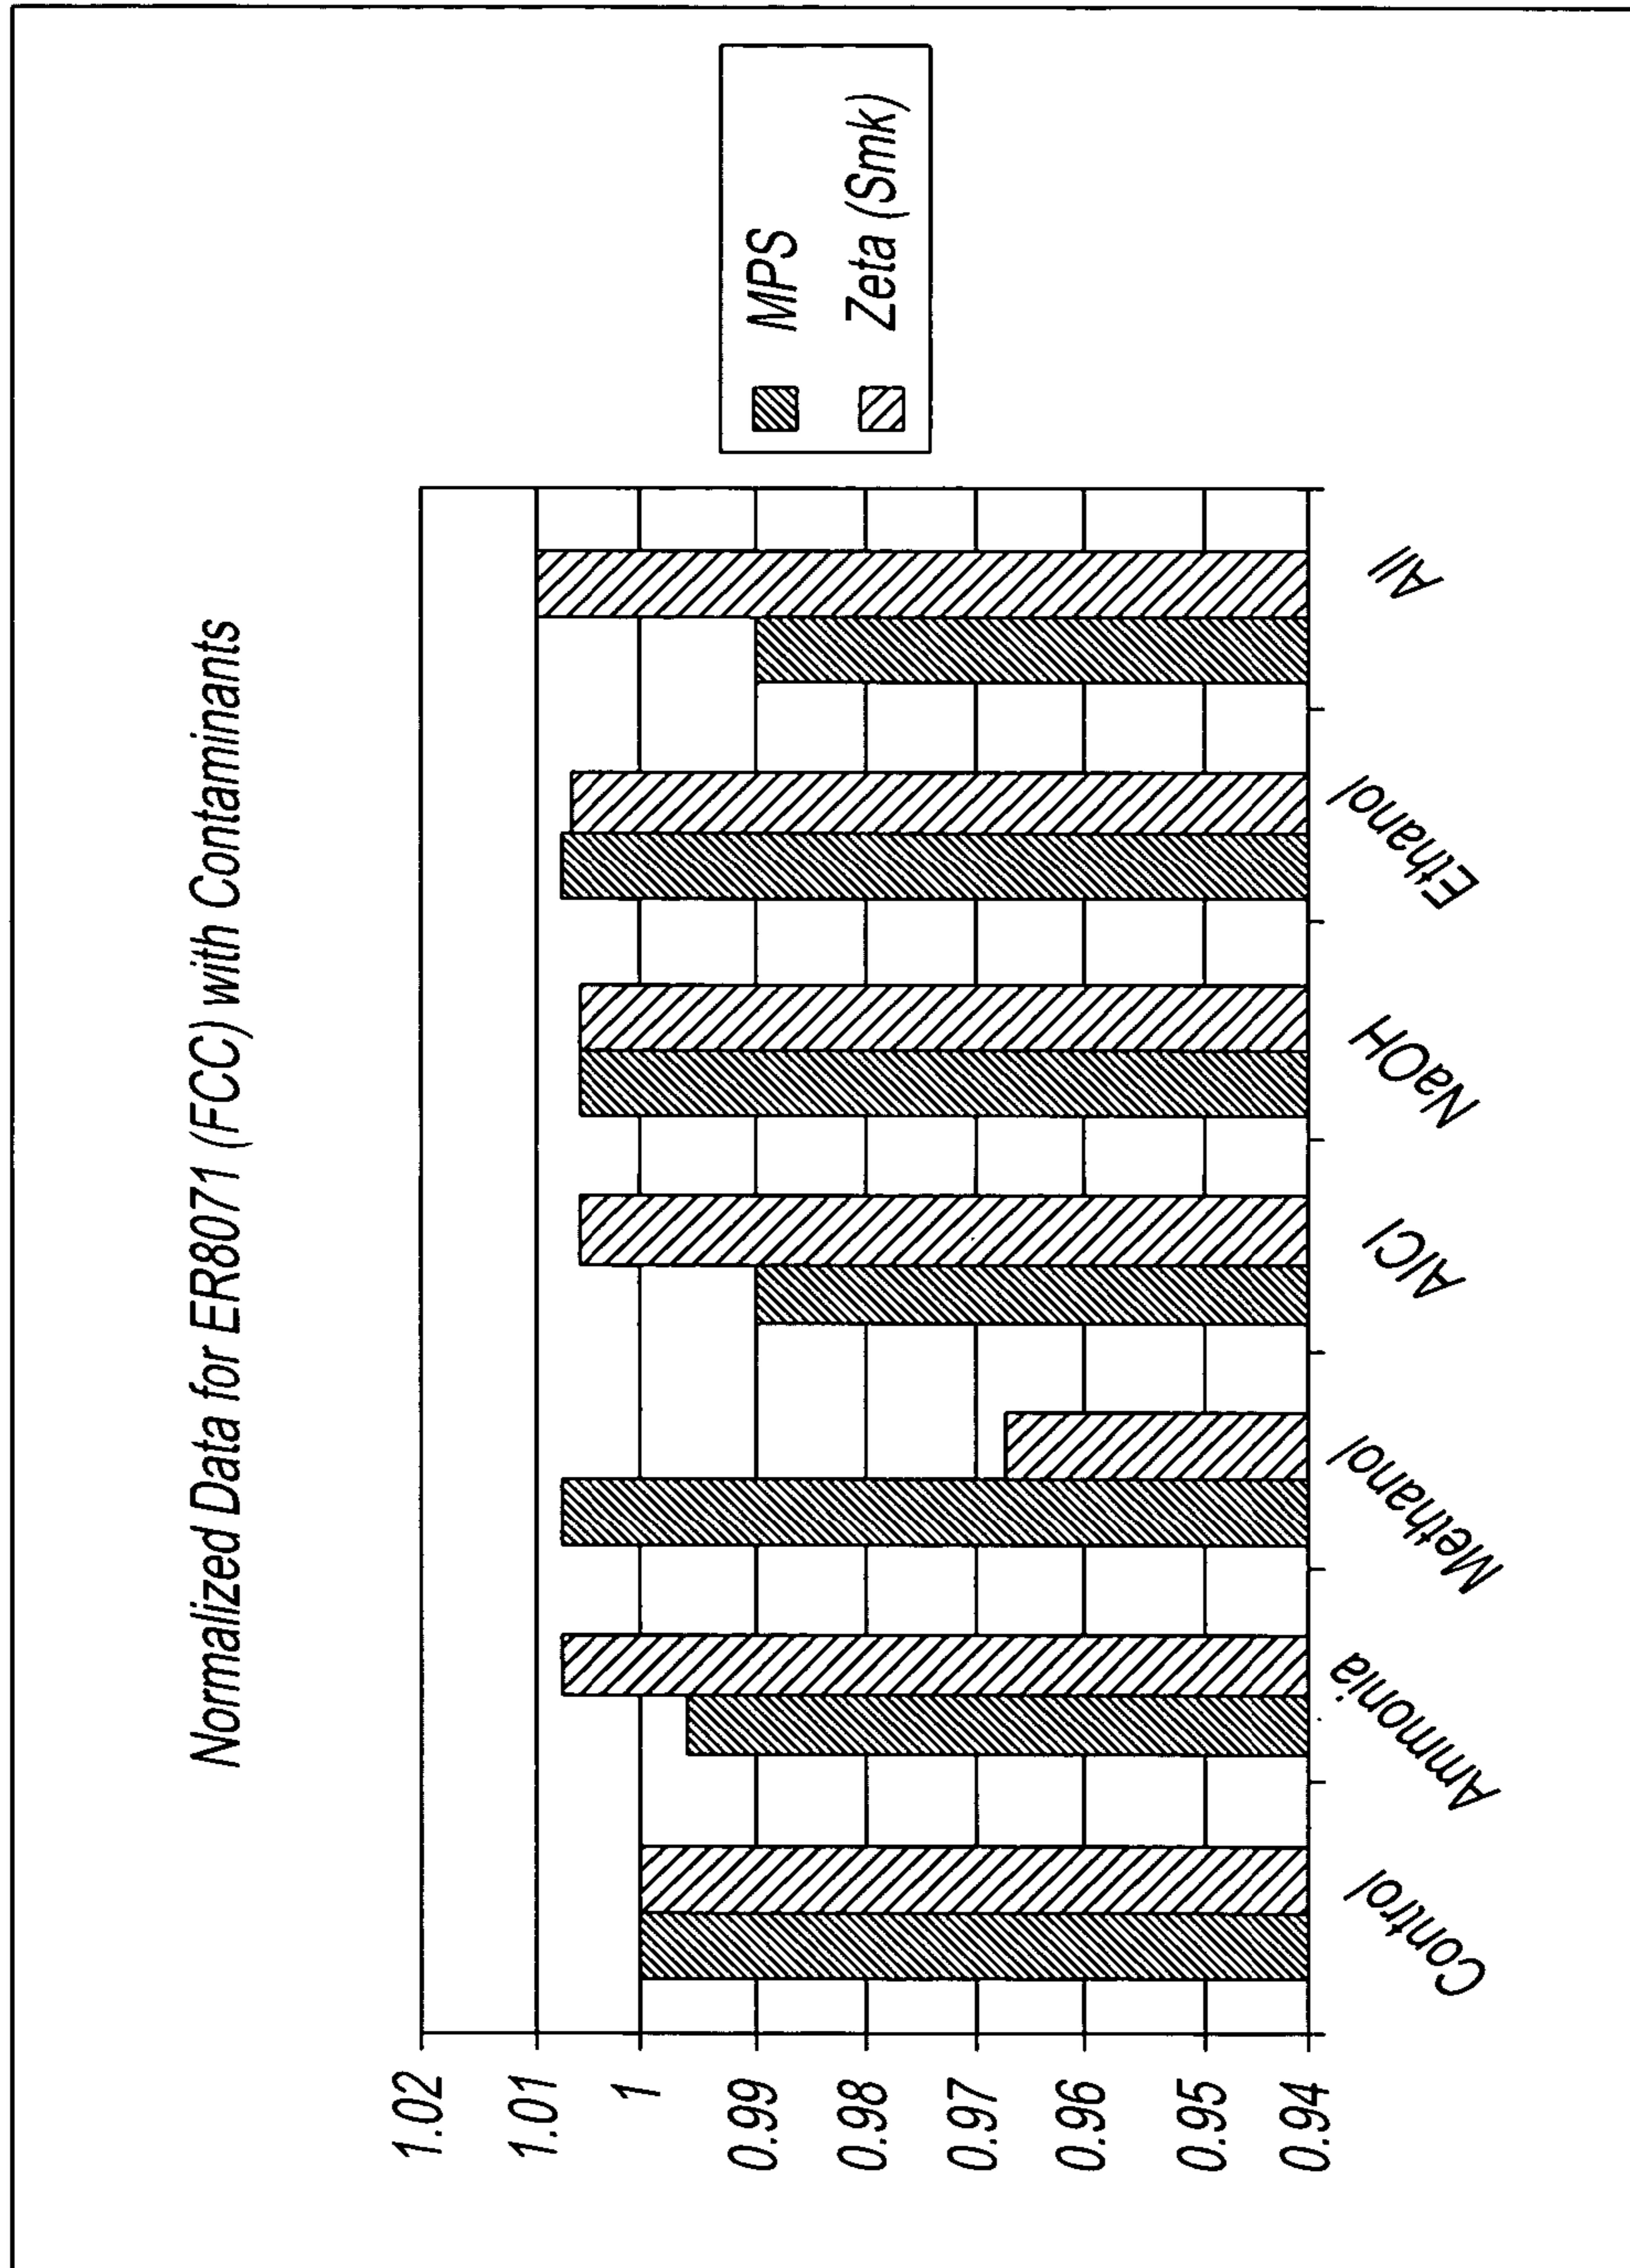 Normalized Data for ER8071 (FCC) with Contaminants
1.02
1.01
1
0.99
0.98
0.97
0.96
0.95
0.94
Control
Ammonia
Methanol
AlCl
NaOH
Ethanol
All
MPS
Zeta (Smk)